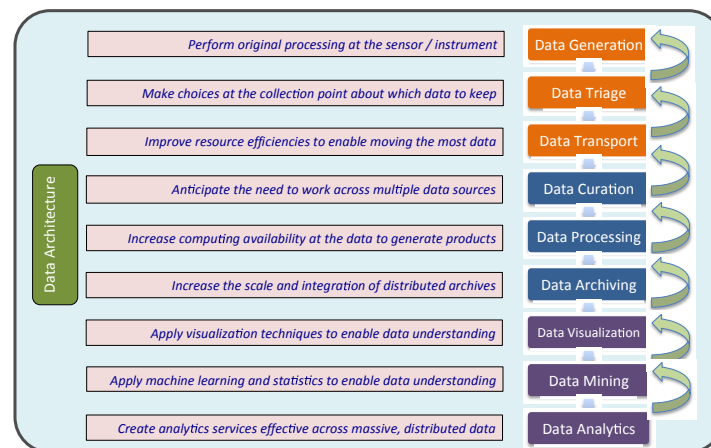 Perform original processing at the sensor / instrument
Data Generation
Make choices at the collection point about which data to keep
Data Triage
Improve resource efficiencies to enable moving the most data
Data Transport
Data Architecture
Anticipate the need to work across multiple data sources
Data Curation
Increase computing availability at the data to generate products
Data Processing
Increase the scale and integration of distributed archives
Data Archiving
Apply visualization techniques to enable data understanding
Data Visualization
Apply machine learning and statistics to enable data understanding
Data Mining
Create analytics services effective across massive, distributed data
Data Analytics